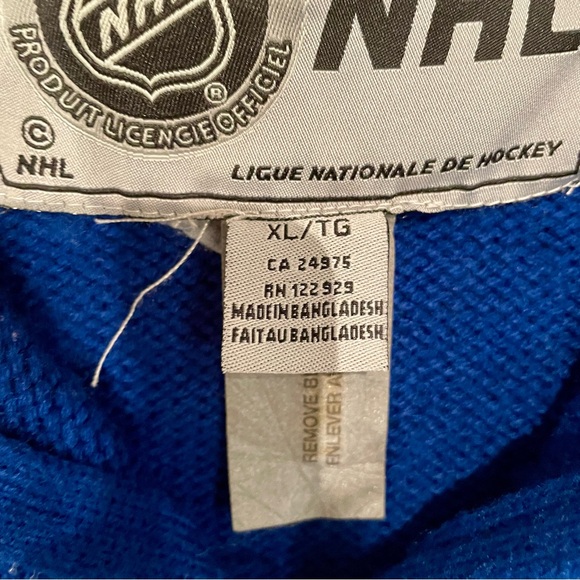 NHL
NHL
PRODUIT LICENCIÉ OFFICIEL ®
© NHL
LIGUE NATIONALE DE HOCKEY
XL/TG
CA 24975
RN 122929
MADE IN BANGLADESH
FAIT AU BANGLADESH
REMOVE B
ENLEVER A